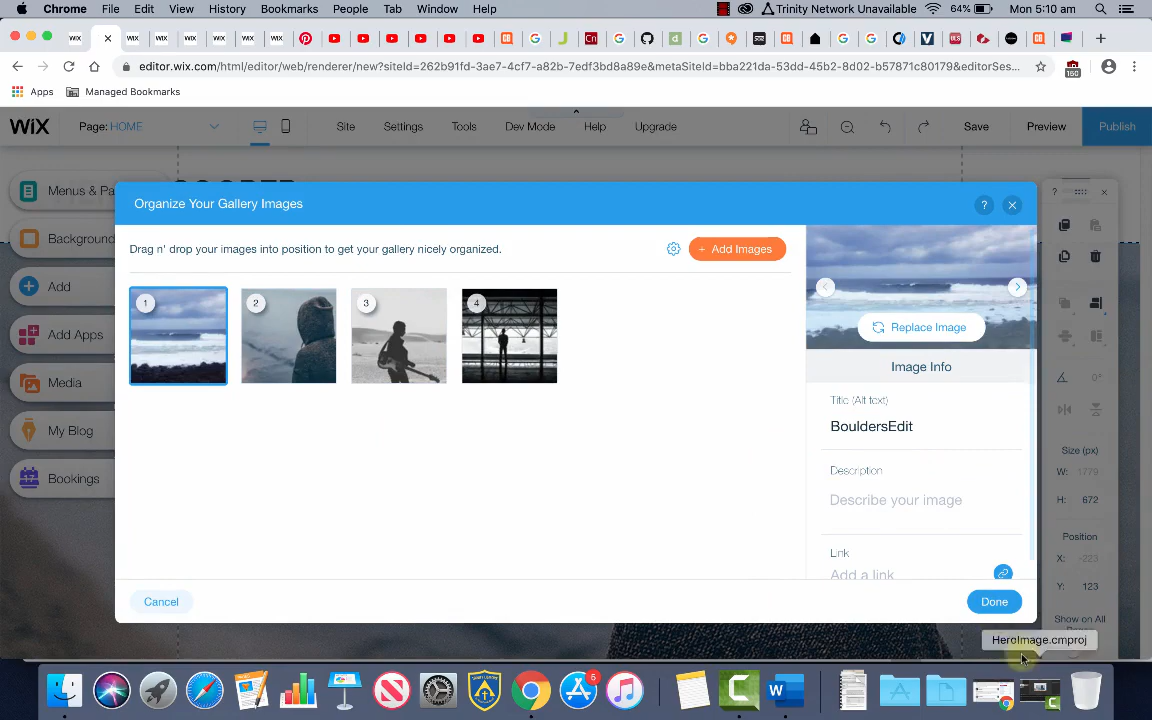 Chrome File Edit View History Bookmarks People Tab Window Help Trinity Network Unavailable 64% Mon 5:10 am
editor.wix.com/html/editor/web/renderer/new?siteId=262b91fd-3ae7-4cf7-a82b-7edf3bd8a89e&metaSiteId=bba221da-53dd-45b2-8d02-b57871c80179&editorSes...
150
Apps Managed Bookmarks
WiX Page: HOME Site Settings Tools Dev Mode Help Upgrade Save Preview Publish
Menus & Pa
Background
Add
Add Apps
Media
My Blog
Bookings
Organize Your Gallery Images
Drag n' drop your images into position to get your gallery nicely organized.
+ Add Images
1 2 3 4
Replace Image
Image Info
Title (Alt text)
BouldersEdit
Description
Describe your image
Link
Add a link
Cancel
Done
0°
Size (px)
W: 1779
H: 672
Position
X: -223
Y: 123
Show on All
HeroImage.cmproj
5